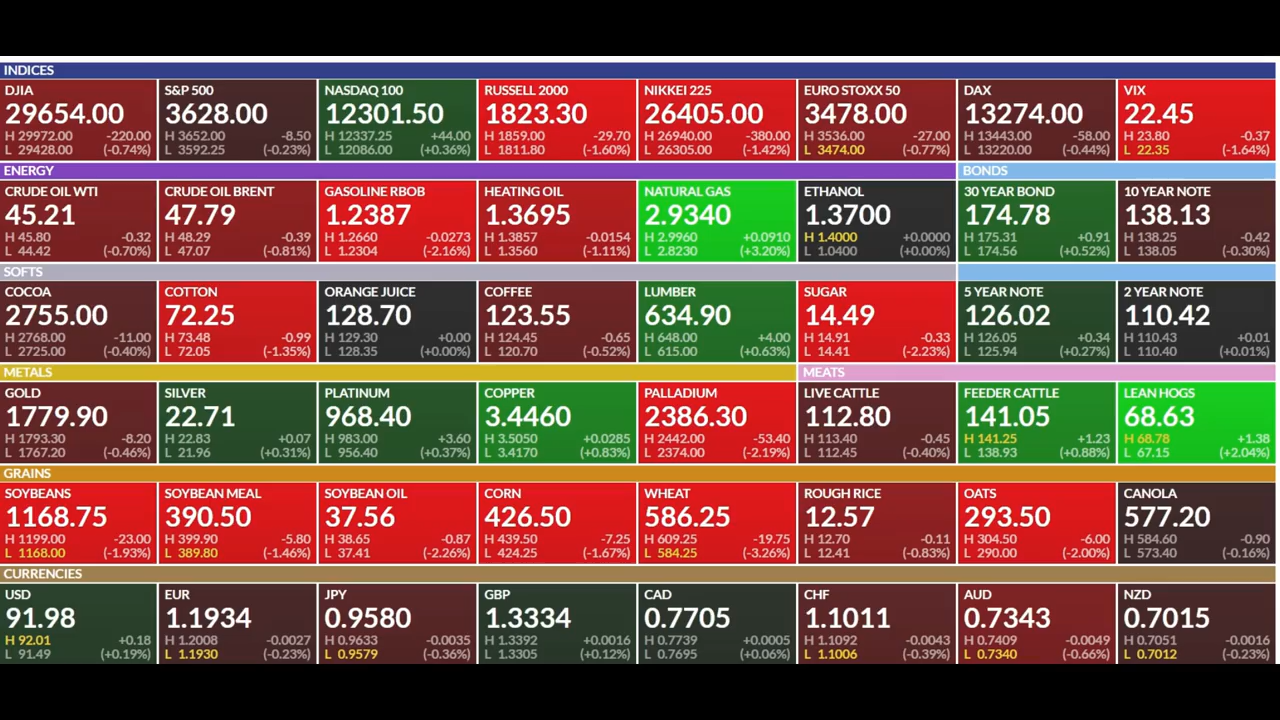 INDICES
DJIA S&P 500 NASDAQ 100 RUSSELL 2000 NIKKEI 225 EURO STOXX 50 DAX VIX
29654.00 3628.00 12301.50 1823.30 26405.00 3478.00 13274.00 22.45
H 29972.00 -220.00 H 3652.00 -8.50 H 12337.25 +44.00 H 1859.00 -29.70 H 26940.00 -380.00 H 3536.00 -27.00 H 13443.00 -58.00 H 23.80 -0.37
L 29428.00 (-0.74%) L 3592.25 (-0.23%) L 12086.00 (+0.36%) L 1811.80 (-1.60%) L 26305.00 (-1.42%) L 3474.00 (-0.77%) L 13220.00 (-0.44%) L 22.35 (-1.64%)
ENERGY BONDS
CRUDE OIL WTI CRUDE OIL BRENT GASOLINE RBOB HEATING OIL NATURAL GAS ETHANOL 30 YEAR BOND 10 YEAR NOTE
45.21 47.79 1.2387 1.3695 2.9340 1.3700 174.78 138.13
H 45.80 -0.32 H 48.29 -0.39 H 1.2660 -0.0273 H 1.3857 -0.0154 H 2.9960 +0.0910 H 1.4000 +0.0000 H 175.31 +0.91 H 138.25 -0.42
L 44.42 (-0.70%) L 47.07 (-0.81%) L 1.2304 (-2.16%) L 1.3560 (-1.11%) L 2.8230 (+3.20%) L 1.0400 (+0.00%) L 174.56 (+0.52%) L 138.05 (-0.30%)
SOFTS
COCOA COTTON ORANGE JUICE COFFEE LUMBER SUGAR 5 YEAR NOTE 2 YEAR NOTE
2755.00 72.25 128.70 123.55 634.90 14.49 126.02 110.42
H 2768.00 -11.00 H 73.48 -0.99 H 129.30 +0.00 H 124.45 -0.65 H 648.00 +4.00 H 14.91 -0.33 H 126.05 +0.34 H 110.43 +0.01
L 2725.00 (-0.40%) L 72.05 (-1.35%) L 128.35 (+0.00%) L 120.70 (-0.52%) L 615.00 (+0.63%) L 14.41 (-2.23%) L 125.94 (+0.27%) L 110.40 (+0.01%)
METALS MEATS
GOLD SILVER PLATINUM COPPER PALLADIUM LIVE CATTLE FEEDER CATTLE LEAN HOGS
1779.90 22.71 968.40 3.4460 2386.30 112.80 141.05 68.63
H 1793.30 -8.20 H 22.83 +0.07 H 983.00 +3.60 H 3.5050 +0.0285 H 2442.00 -53.40 H 113.40 -0.45 H 141.25 +1.23 H 68.78 +1.38
L 1767.20 (-0.46%) L 21.96 (+0.31%) L 956.40 (+0.37%) L 3.4170 (+0.83%) L 2374.00 (-2.19%) L 112.45 (-0.40%) L 138.93 (+0.88%) L 67.15 (+2.04%)
GRAINS
SOYBEANS SOYBEAN MEAL SOYBEAN OIL CORN WHEAT ROUGH RICE OATS CANOLA
1168.75 390.50 37.56 426.50 586.25 12.57 293.50 577.20
H 1199.00 -23.00 H 399.90 -5.80 H 38.65 -0.87 H 439.50 -7.25 H 609.25 -19.75 H 12.70 -0.11 H 304.50 -6.00 H 584.60 -0.90
L 1168.00 (-1.93%) L 389.80 (-1.46%) L 37.41 (-2.26%) L 424.25 (-1.67%) L 584.25 (-3.26%) L 12.41 (-0.83%) L 290.00 (-2.00%) L 573.40 (-0.16%)
CURRENCIES
USD EUR JPY GBP CAD CHF AUD NZD
91.98 1.1934 0.9580 1.3334 0.7705 1.1011 0.7343 0.7015
H 92.01 +0.18 H 1.2008 -0.0027 H 0.9633 -0.0035 H 1.3392 +0.0016 H 0.7739 +0.0005 H 1.1092 -0.0043 H 0.7409 -0.0049 H 0.7051 -0.0016
L 91.49 (+0.19%) L 1.1930 (-0.23%) L 0.9579 (-0.36%) L 1.3305 (+0.12%) L 0.7695 (+0.06%) L 1.1006 (-0.39%) L 0.7340 (-0.66%) L 0.7012 (-0.23%)